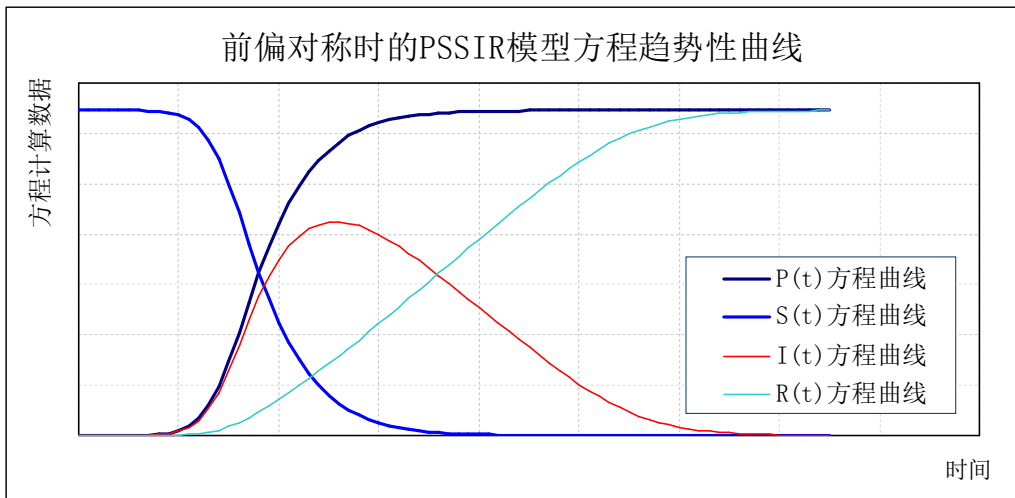 前偏对称时的PSSIR模型方程趋势性曲线
方程计算数据
P(t)方程曲线
S(t)方程曲线
I(t)方程曲线
R(t)方程曲线
时间